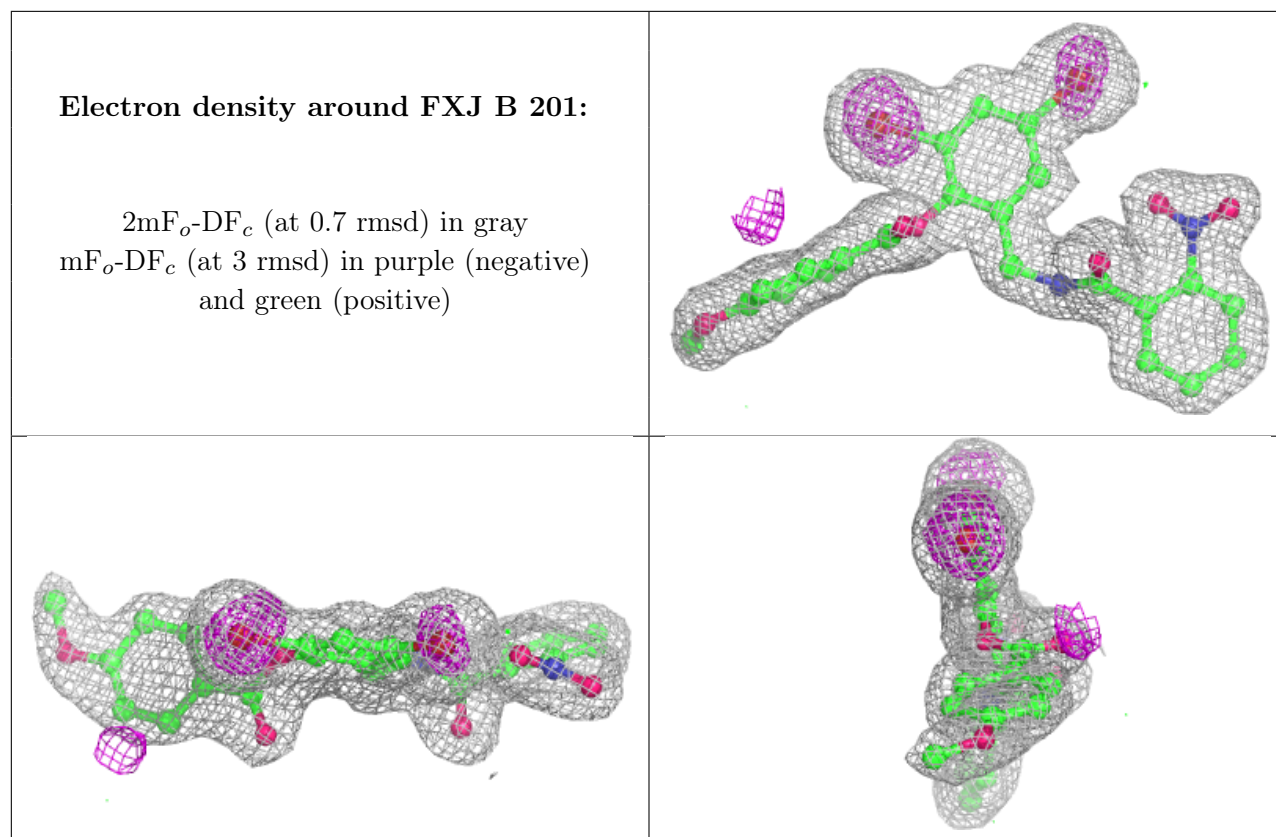 Electron density around FXJ B 201:
2mFo-DFc (at 0.7 rmsd) in gray
mFo-DFc (at 3 rmsd) in purple (negative)
and green (positive)